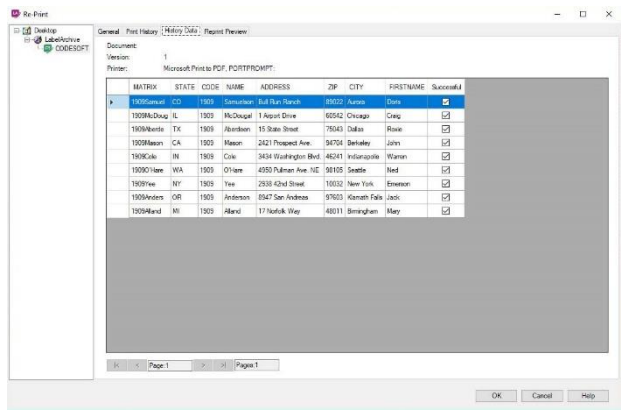 Re-Print
Desktop
LabelArchive
CODESOFT
General Print History History Data Reprint Preview
Document:
Version: 1
Printer: Microsoft Print to PDF, PORTPROMPT:
MATRIX STATE CODE NAME ADDRESS ZIP CITY FIRSTNAME Successful
1909Samuel CO 1909 Samuelson Bull Run Ranch 89022 Aurora Doris
1909McDoug IL 1909 McDougal 1 Airport Drive 60542 Chicago Craig
1909Aberde TX 1909 Aberdeen 15 State Street 75043 Dallas Roxie
1909Mason CA 1909 Mason 2421 Prospect Ave. 94704 Berkeley John
1909Cole IN 1909 Cole 3434 Washington Blvd. 46241 Indianapolis Warren
1909O'Hare WA 1909 O'Hare 4950 Pullman Ave. NE 98105 Seattle Ned
1909Yee NY 1909 Yee 2938 42nd Street 10032 New York Emerson
1909Anders OR 1909 Anderson 8947 San Andreas 97603 Klamath Falls Jack
1909Alland MI 1909 Alland 17 Norfolk Way 48011 Birmingham Mary
Page:1 Pages:1
OK Cancel Help